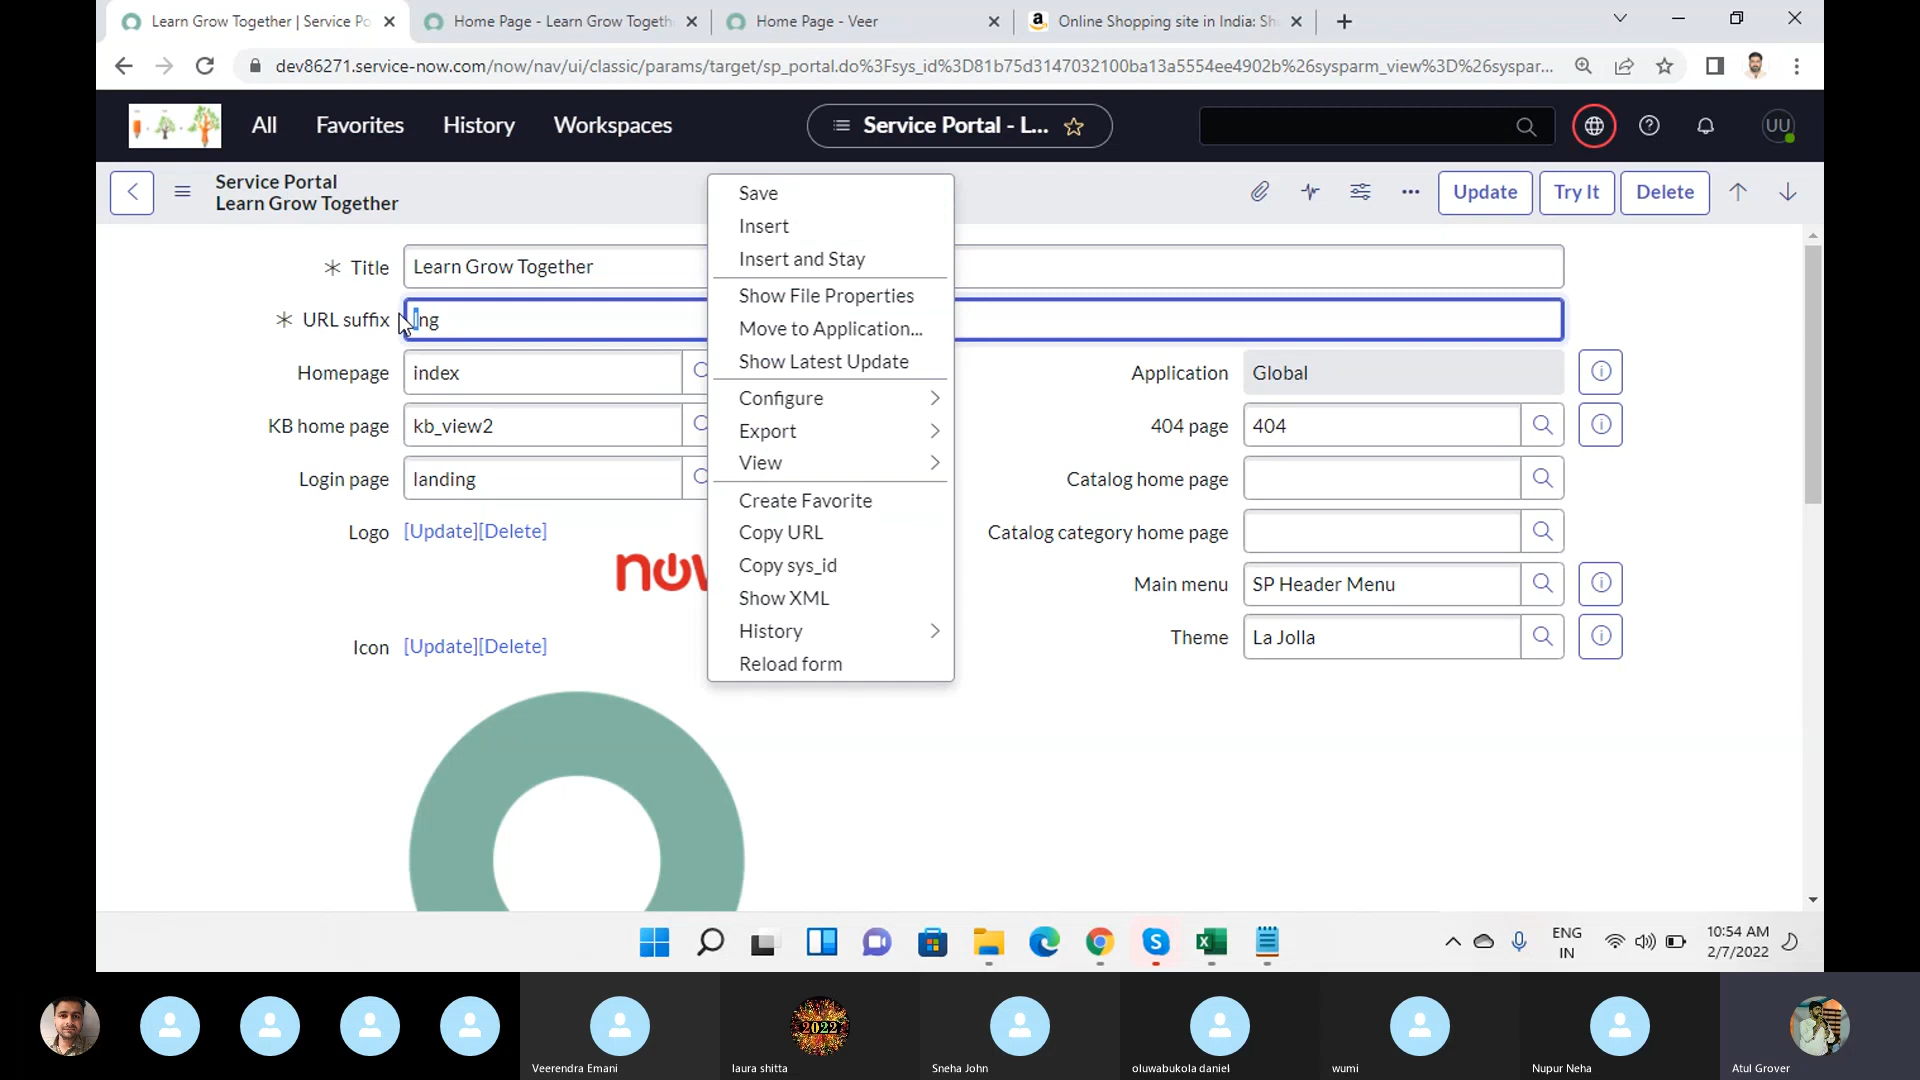 Learn Grow Together | Service Po
Home Page - Learn Grow Togeth
Home Page - Veer
Online Shopping site in India: Sh
dev86271.service-now.com/now/nav/ui/classic/params/target/sp_portal.do%3Fsys_id%3D81b75d3147032100ba13a5554ee4902b%26sysparm_view%3D%26syspar...
All
Favorites
History
Workspaces
Service Portal - L...
UU
Service Portal
Learn Grow Together
Update
Try It
Delete
Save
Insert
Insert and Stay
Show File Properties
Move to Application...
Show Latest Update
Configure
Export
View
Create Favorite
Copy URL
Copy sys_id
Show XML
History
Reload form
Title
Learn Grow Together
URL suffix
Homepage
index
KB home page
kb_view2
Login page
landing
Logo
[Update][Delete]
Icon
[Update][Delete]
Application
Global
404 page
404
Catalog home page
Catalog category home page
Main menu
SP Header Menu
Theme
La Jolla
ENG
IN
10:54 AM
2/7/2022
2022
Veerendra Emani
laura shitta
Sneha John
oluwabukola daniel
wumi
Nupur Neha
Atul Grover